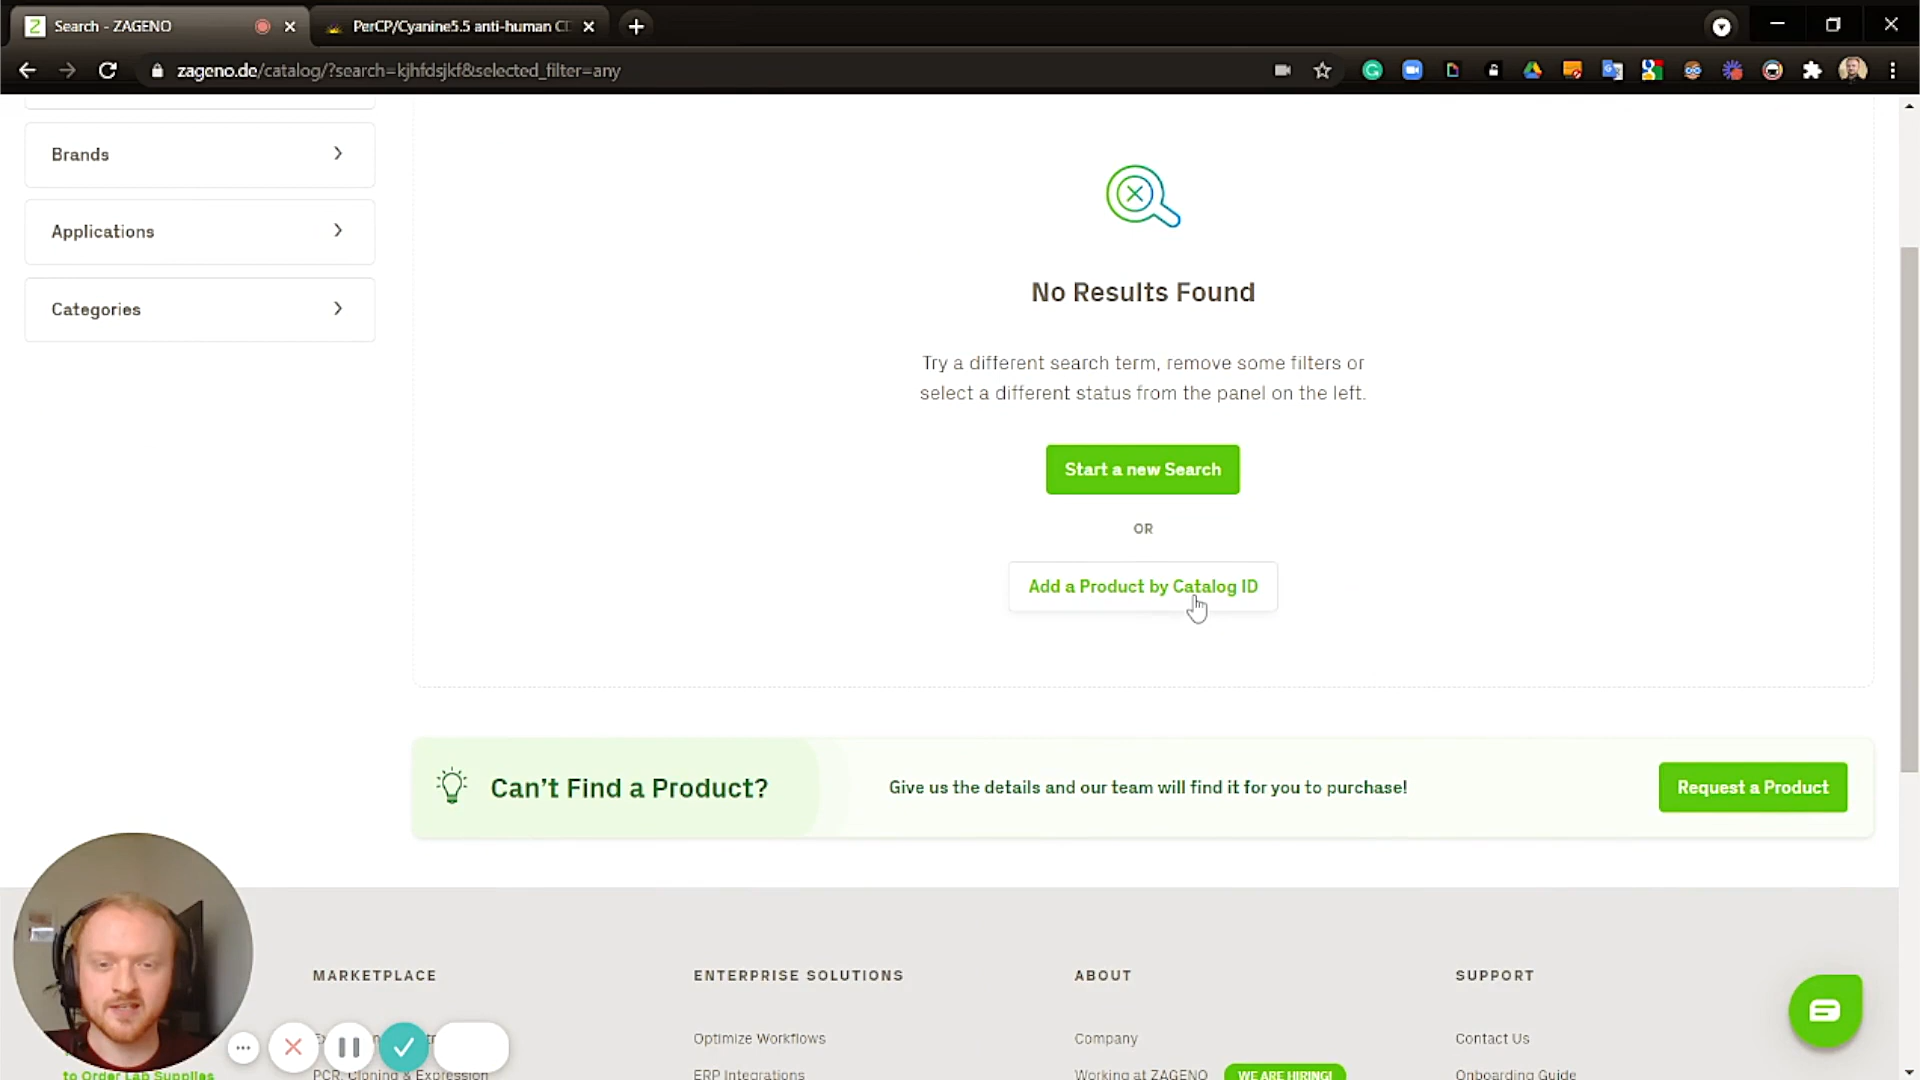 Search - ZAGENO
PerCP/Cyanine5.5 anti-human
zageno.de/catalog/?search=kjhfdsjkf&selected_filter=any
Brands
Applications
Categories
No Results Found
Try a different search term, remove some filters or
select a different status from the panel on the left.
Start a new Search
OR
Add a Product by Catalog ID
Can't Find a Product?
Give us the details and our team will find it for you to purchase!
Request a Product
MARKETPLACE
ENTERPRISE SOLUTIONS
ABOUT
SUPPORT
Optimize Workflows
Company
Contact Us
to Order Lab Supplies
PCR, Cloning & Expression
ERP Integrations
Working at ZAGENO
WE ARE HIRING!
Onboarding Guide